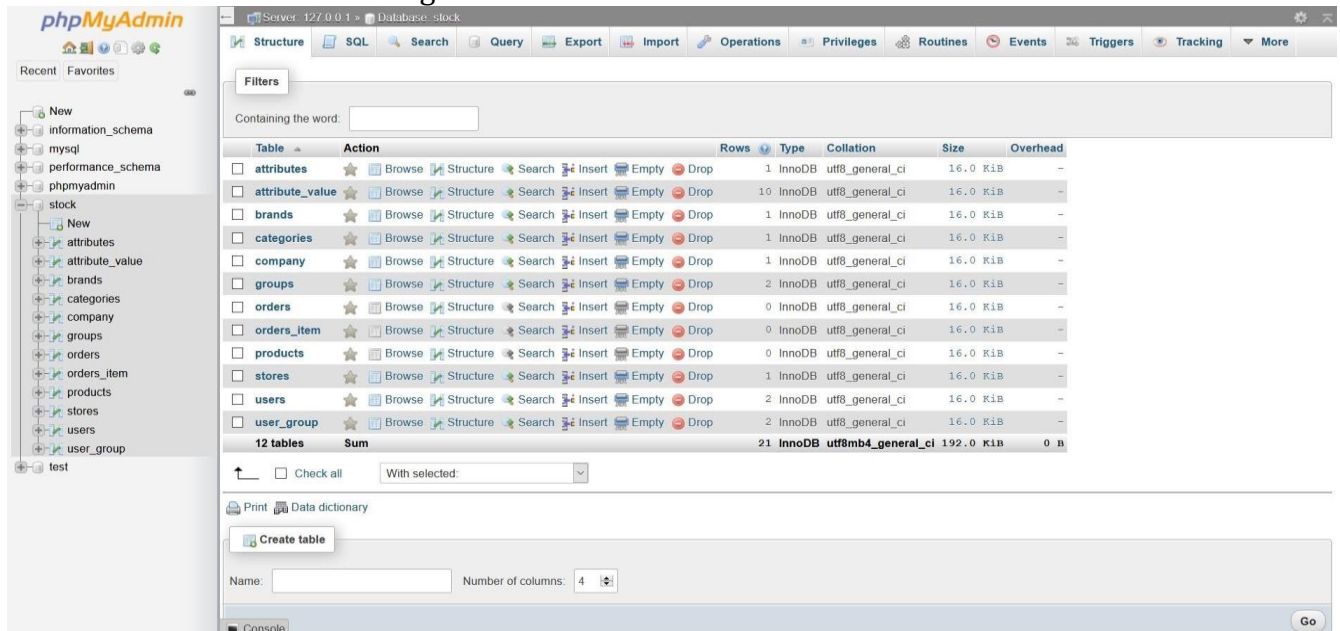 phpMyAdmin
Recent Favorites
New
information_schema
mysql
performance_schema
phpmyadmin
stock
New
attributes
attribute_value
brands
categories
company
groups
orders
orders_item
products
stores
users
user_group
test
Server: 127.0.0.1 » Database: stock
Structure SQL Search Query Export Import Operations Privileges Routines Events Triggers Tracking More
Filters
Containing the word:
Table Action Rows Type Collation Size Overhead
attributes Browse Structure Search Insert Empty Drop 1 InnoDB utf8_general_ci 16.0 KiB -
attribute_value Browse Structure Search Insert Empty Drop 10 InnoDB utf8_general_ci 16.0 KiB -
brands Browse Structure Search Insert Empty Drop 1 InnoDB utf8_general_ci 16.0 KiB -
categories Browse Structure Search Insert Empty Drop 1 InnoDB utf8_general_ci 16.0 KiB -
company Browse Structure Search Insert Empty Drop 1 InnoDB utf8_general_ci 16.0 KiB -
groups Browse Structure Search Insert Empty Drop 2 InnoDB utf8_general_ci 16.0 KiB -
orders Browse Structure Search Insert Empty Drop 0 InnoDB utf8_general_ci 16.0 KiB -
orders_item Browse Structure Search Insert Empty Drop 0 InnoDB utf8_general_ci 16.0 KiB -
products Browse Structure Search Insert Empty Drop 0 InnoDB utf8_general_ci 16.0 KiB -
stores Browse Structure Search Insert Empty Drop 1 InnoDB utf8_general_ci 16.0 KiB -
users Browse Structure Search Insert Empty Drop 2 InnoDB utf8_general_ci 16.0 KiB -
user_group Browse Structure Search Insert Empty Drop 2 InnoDB utf8_general_ci 16.0 KiB -
12 tables Sum 21 InnoDB utf8mb4_general_ci 192.0 KiB 0 B
Check all With selected:
Print Data dictionary
Create table
Name: Number of columns: 4
Go
Console